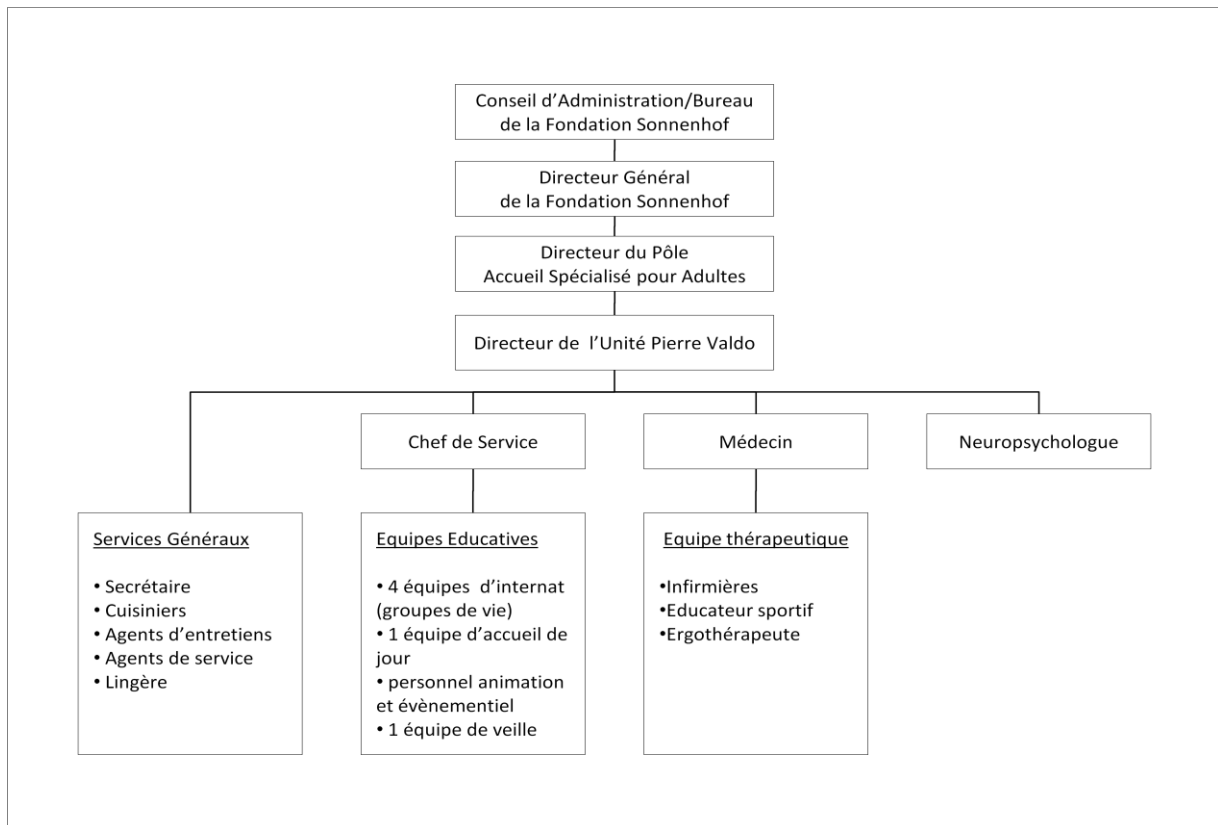 Conseil d’Administration/Bureau
de la Fondation Sonnenhof
Directeur Général
de la Fondation Sonnenhof
Directeur du Pôle
Accueil Spécialisé pour Adultes
Directeur de l’Unité Pierre Valdo
Chef de Service
Médecin
Neuropsychologue
Services Généraux
• Secrétaire
• Cuisiniers
• Agents d’entretiens
• Agents de service
• Lingère
Equipes Educatives
• 4 équipes d’internat
(groupes de vie)
• 1 équipe d’accueil de
jour
• personnel animation
et évènementiel
• 1 équipe de veille
Equipe thérapeutique
•Infirmières
•Educateur sportif
•Ergothérapeute